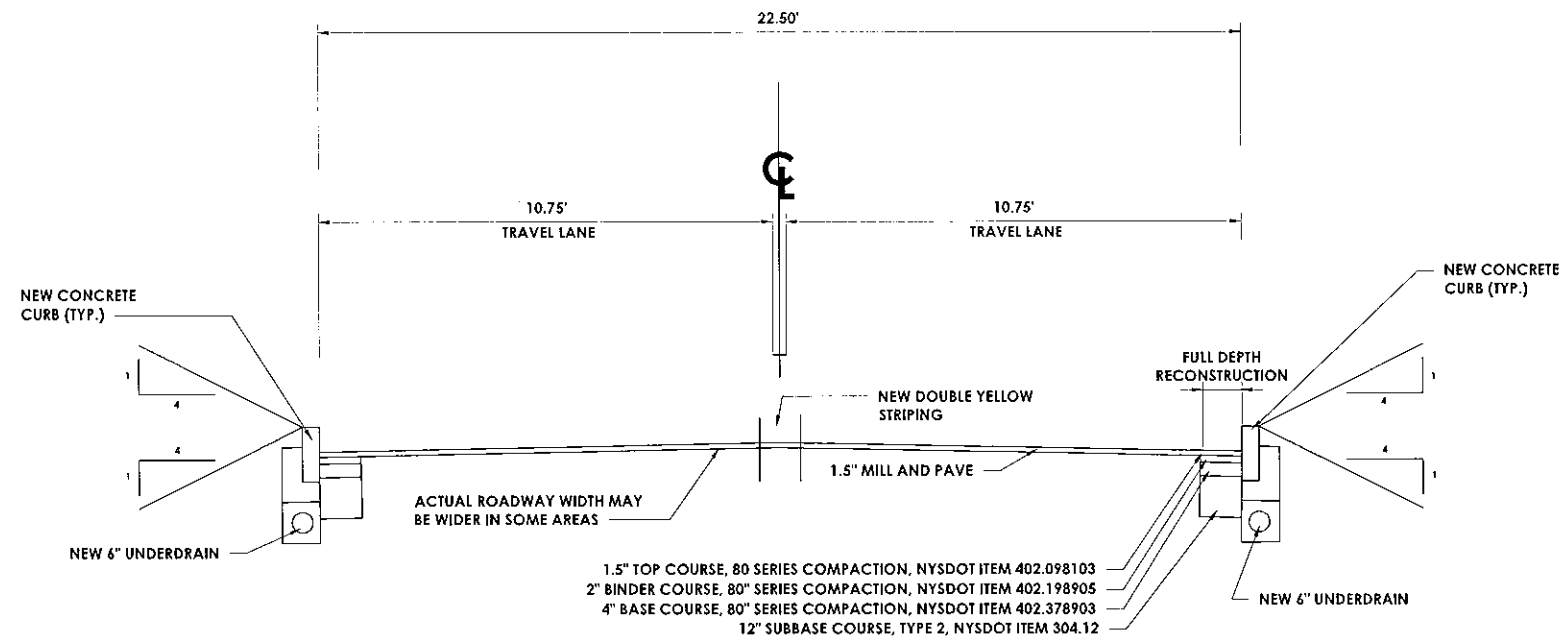 22.50'
CL
10.75'
TRAVEL LANE
10.75'
TRAVEL LANE
NEW CONCRETE
CURB (TYP.)
NEW CONCRETE
CURB (TYP.)
FULL DEPTH
RECONSTRUCTION
1
4
4
1
1
4
4
1
NEW DOUBLE YELLOW
STRIPING
1.5" MILL AND PAVE
ACTUAL ROADWAY WIDTH MAY
BE WIDER IN SOME AREAS
NEW 6" UNDERDRAIN
1.5" TOP COURSE, 80 SERIES COMPACTION, NYSDOT ITEM 402.098103
2" BINDER COURSE, 80" SERIES COMPACTION, NYSDOT ITEM 402.198905
4" BASE COURSE, 80" SERIES COMPACTION, NYSDOT ITEM 402.378903
12" SUBBASE COURSE, TYPE 2, NYSDOT ITEM 304.12
NEW 6" UNDERDRAIN